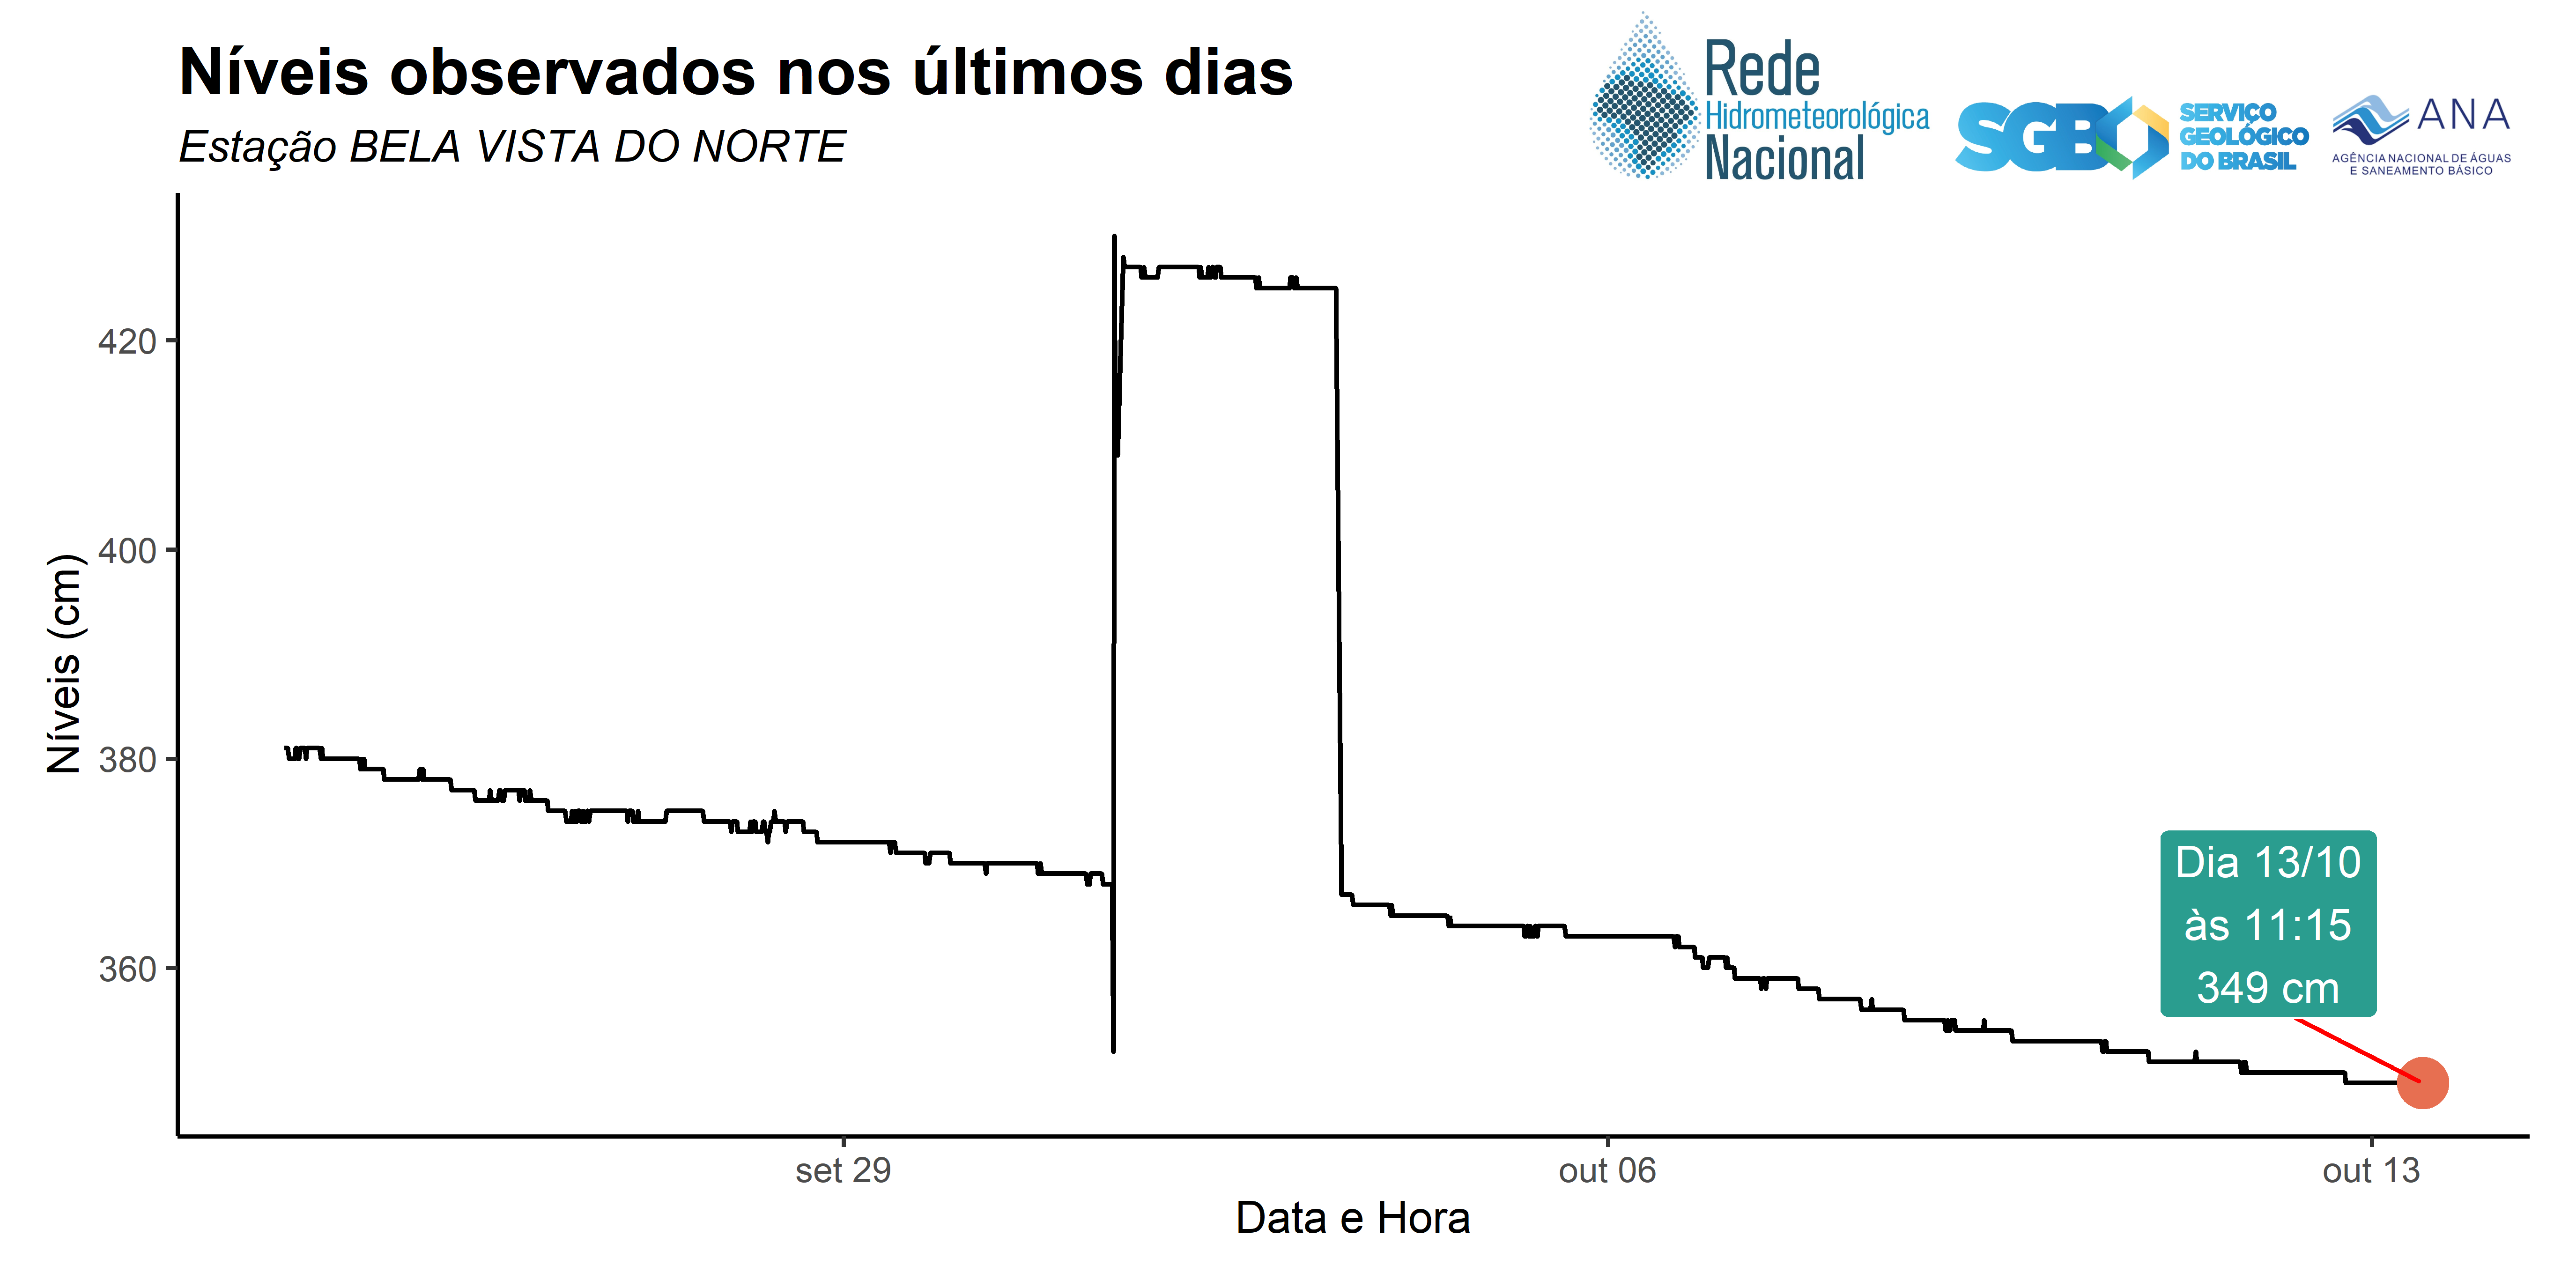 Níveis observados nos últimos dias
Estação BELA VISTA DO NORTE
Rede
Hidrometeorológica
Nacional
SGB
SERVIÇO
GEOLÓGICO
DO BRASIL
ANA
AGÊNCIA NACIONAL DE ÁGUAS
E SANEAMENTO BÁSICO
Níveis (cm)
420
400
380
360
Dia 13/10
às 11:15
349 cm
set 29
out 06
out 13
Data e Hora